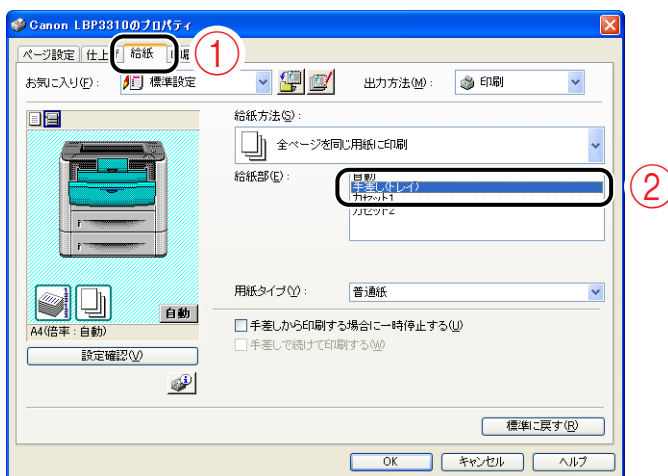 Canon LBP3310のプロパティ
ページ設定 仕上げ 給紙
①
お気に入り(F): 標準設定 出力方法(M): 印刷
給紙方法(S):
全ページを同じ用紙に印刷
給紙部(E):
自動
手差し(トレイ)
カセット1
カセット2
②
用紙タイプ(Y): 普通紙
自動
A4(倍率:自動)
手差しから印刷する場合に一時停止する(U)
手差しで続けて印刷する(W)
設定確認(V)
標準に戻す(R)
OK キャンセル ヘルプ